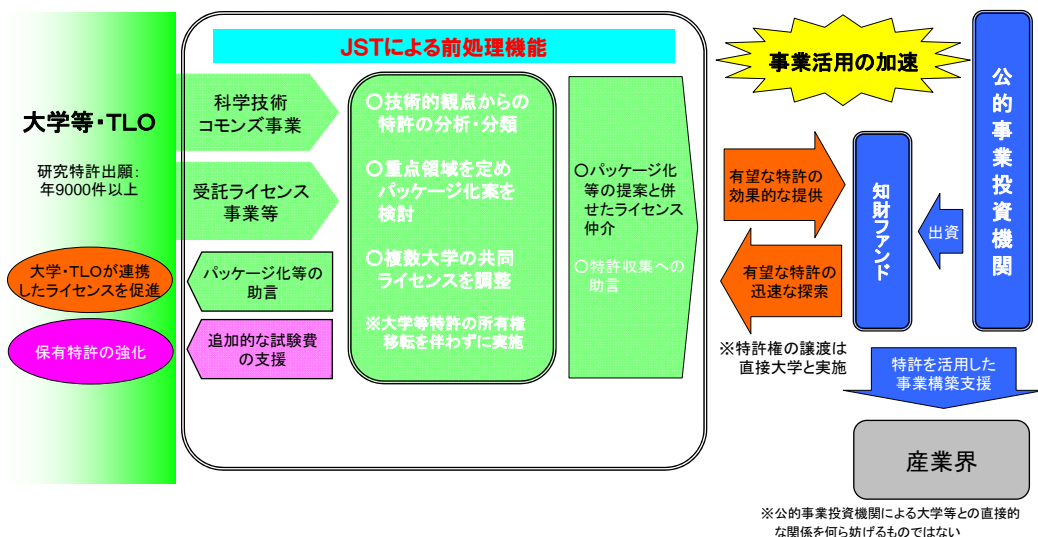 JSTによる前処理機能
大学等・TLO
研究特許出願:
年9000件以上
大学・TLOが連携
したライセンスを促進
保有特許の強化
科学技術
コモンズ事業
受託ライセンス
事業等
パッケージ化等の
助言
追加的な試験費
の支援
○技術的観点からの
特許の分析・分類
○重点領域を定め
パッケージ化案を
検討
○複数大学の共同
ライセンスを調整
※大学等特許の所有権
移転を伴わずに実施
○パッケージ化
等の提案と併
せたライセンス
仲介
○特許収集への
助言
事業活用の加速
有望な特許の
効果的な提供
有望な特許の
迅速な探索
※特許権の譲渡は
直接大学と実施
知財ファンド
出資
公的事業投資機関
特許を活用した
事業構築支援
産業界
※公的事業投資機関による大学等との直接的
な関係を何ら妨げるものではない